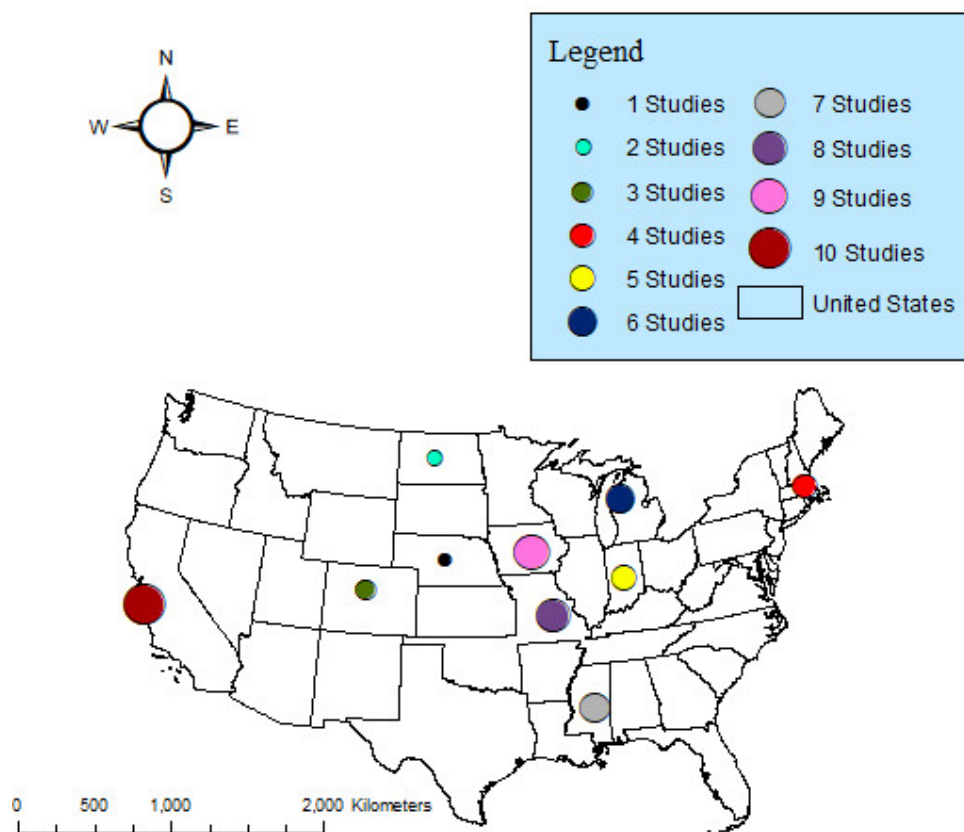 N
W E
S
Legend
1 Studies
2 Studies
3 Studies
4 Studies
5 Studies
6 Studies
7 Studies
8 Studies
9 Studies
10 Studies
United States
0 500 1,000 2,000 Kilometers